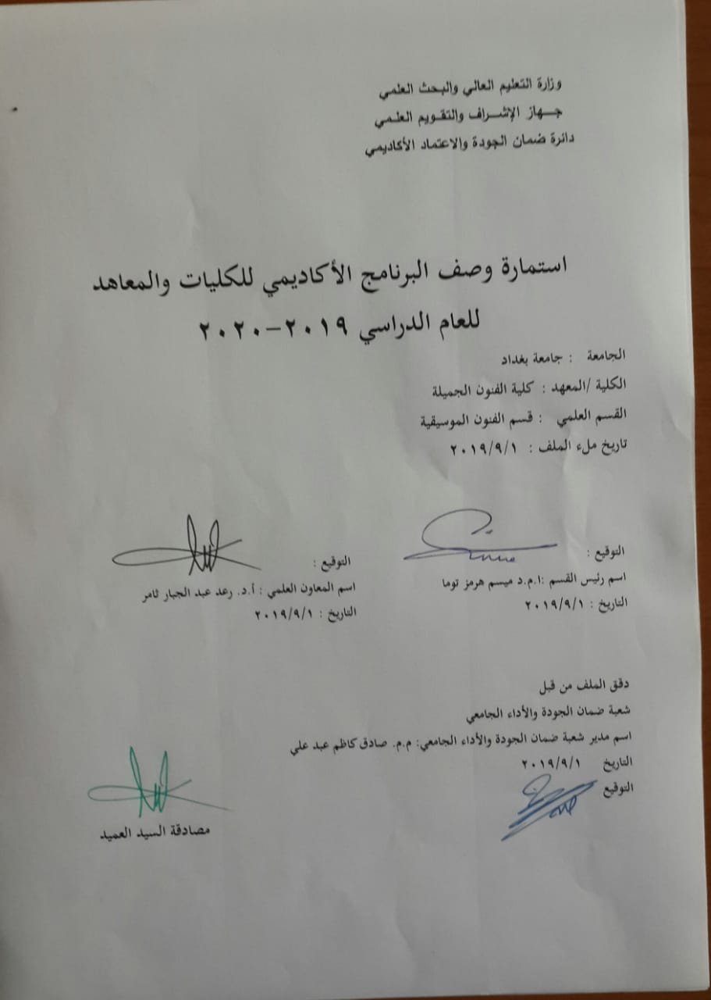 وزارة التعليم العالي والبحث العلمي
جهاز الإشراف والتقويم العلمي
دائرة ضمان الجودة والاعتماد الأكاديمي
استمارة وصف البرنامج الأكاديمي للكليات والمعاهد
للعام الدراسي ٢٠١٩-٢٠٢٠
الجامعة : جامعة بغداد
الكلية /المعهد : كلية الفنون الجميلة
القسم العلمي : قسم الفنون الموسيقية
تاريخ ملء الملف : ٢٠١٩/٩/١
التوقيع :
اسم رئيس القسم :ا.م.د ميسم هرمز توما
التاريخ : ٢٠١٩/٩/١
التوقيع :
اسم المعاون العلمي : أ.د. رعد عبد الجبار ثامر
التاريخ : ٢٠١٩/٩/١
دقق الملف من قبل
شعبة ضمان الجودة والأداء الجامعي
اسم مدير شعبة ضمان الجودة والأداء الجامعي: م.م. صادق كاظم عبد علي
التاريخ ٢٠١٩/٩/١
التوقيع
مصادقة السيد العميد